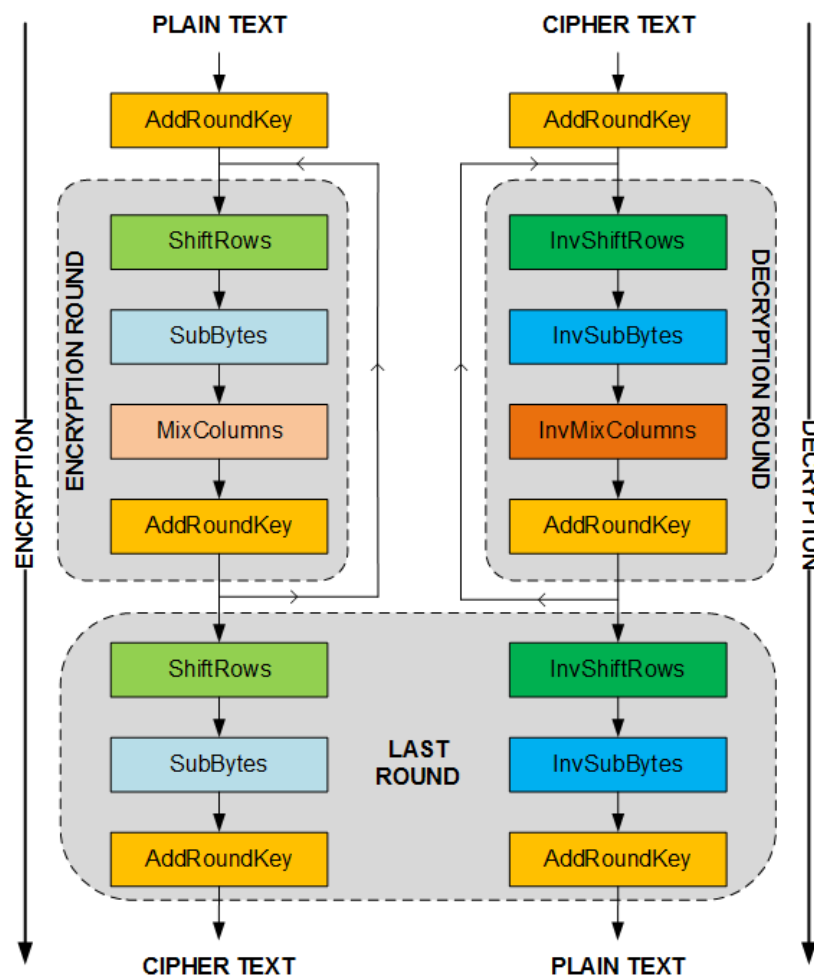 PLAIN TEXT
AddRoundKey
ENCRYPTION ROUND
ShiftRows
SubBytes
MixColumns
AddRoundKey
ENCRYPTION
CIPHER TEXT
AddRoundKey
InvShiftRows
InvSubBytes
InvMixColumns
AddRoundKey
DECRYPTION ROUND
DECRYPTION
ShiftRows
SubBytes
AddRoundKey
CIPHER TEXT
LAST
ROUND
InvShiftRows
InvSubBytes
AddRoundKey
PLAIN TEXT